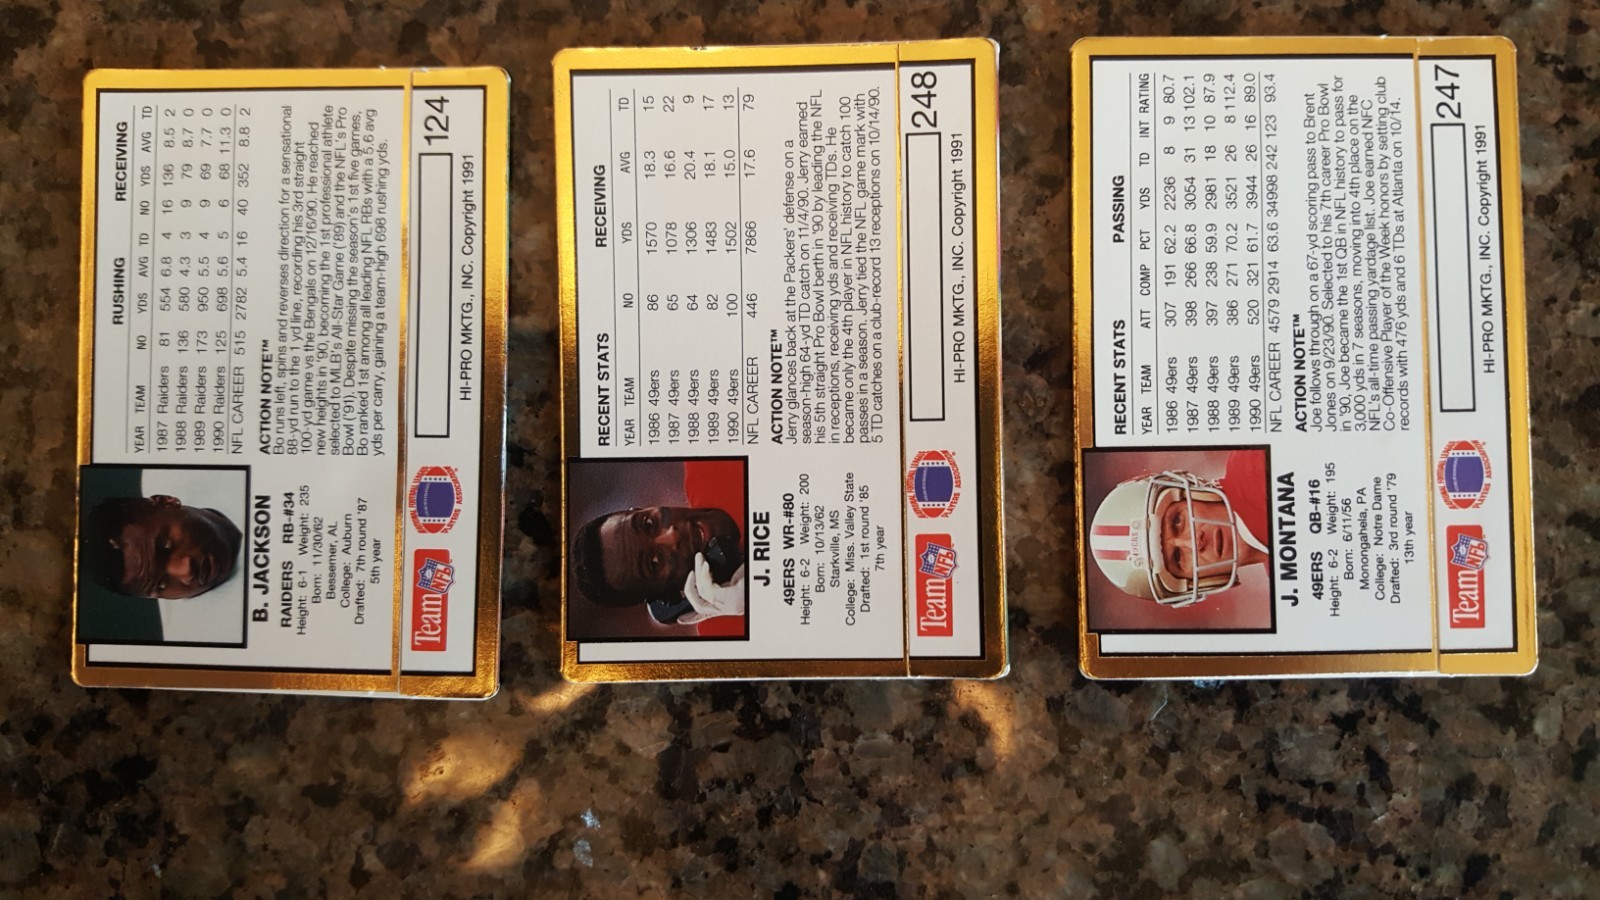 RUSHING RECEIVING
YEAR TEAM NO YDS AVG TD NO YDS AVG TD
1987 Raiders 81 554 6.8 4 16 136 8.5 2
1988 Raiders 136 580 4.3 3 9 79 8.7 0
1989 Raiders 173 950 5.5 4 9 69 7.7 0
1990 Raiders 125 698 5.6 5 6 68 11.3 0
NFL CAREER 515 2782 5.4 16 40 352 8.8 2
ACTION NOTE™
Bo runs left, spins and reverses direction for a sensational
88-yd run to the 1 yd line, recording his 3rd straight
100-yd game vs the Bengals on 12/16/90. He reached
new heights in '90, becoming the 1st professional athlete
selected to MLB's All-Star Game ('89) and the NFL's Pro
Bowl ('91). Despite missing the season's 1st five games,
Bo ranked 1st among all leading NFL RBs with a 5.6 avg
yds per carry, gaining a team-high 698 rushing yds.
B. JACKSON
RAIDERS RB-#34
Height: 6-1 Weight: 235
Born: 11/30/62
Bessemer, AL
College: Auburn
Drafted: 7th round '87
5th year
124
Team NFL
HI-PRO MKTG., INC. Copyright 1991
RECENT STATS RECEIVING
YEAR TEAM NO YDS AVG TD
1986 49ers 86 1570 18.3 15
1987 49ers 65 1078 16.6 22
1988 49ers 64 1306 20.4 9
1989 49ers 82 1483 18.1 17
1990 49ers 100 1502 15.0 13
NFL CAREER 446 7866 17.6 79
ACTION NOTE™
Jerry glances back at the Packers' defense on a
season-high 64-yd TD catch on 11/4/90. Jerry earned
his 5th straight Pro Bowl berth in '90 by leading the NFL
in receptions, receiving yds and receiving TDs. He
became only the 4th player in NFL history to catch 100
passes in a season. Jerry tied the NFL game mark with
5 TD catches on a club-record 13 receptions on 10/14/90.
J. RICE
49ERS WR-#80
Height: 6-2 Weight: 200
Born: 10/13/62
Starkville, MS
College: Miss. Valley State
Drafted: 1st round '85
7th year
248
Team NFL
HI-PRO MKTG., INC. Copyright 1991
RECENT STATS PASSING
YEAR TEAM ATT COMP PCT YDS TD INT RATING
1986 49ers 307 191 62.2 2236 8 9 80.7
1987 49ers 398 266 66.8 3054 31 13 102.1
1988 49ers 397 238 59.9 2981 18 10 87.9
1989 49ers 386 271 70.2 3521 26 8 112.4
1990 49ers 520 321 61.7 3944 26 16 89.0
NFL CAREER 4579 2914 63.6 34998 242 123 93.4
ACTION NOTE™
Joe follows through on a 67-yd scoring pass to Brent
Jones on 9/23/90. Selected to his 7th career Pro Bowl
in '90, Joe became the 1st QB in NFL history to pass for
3,000 yds in 7 seasons, moving into 4th place on the
NFL's all-time passing yardage list. Joe earned NFC
Co-Offensive Player of the Week honors by setting club
records with 476 yds and 6 TDs at Atlanta on 10/14.
49ERS
J. MONTANA
49ERS QB-#16
Height: 6-2 Weight: 195
Born: 6/11/56
Monongahela, PA
College: Notre Dame
Drafted: 3rd round '79
13th year
247
Team NFL
HI-PRO MKTG., INC. Copyright 1991